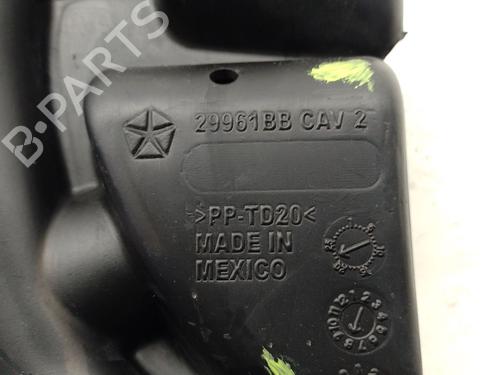 29961BB CAV 2
>PP-TD20<
MADE IN
MEXICO
B-PARTS